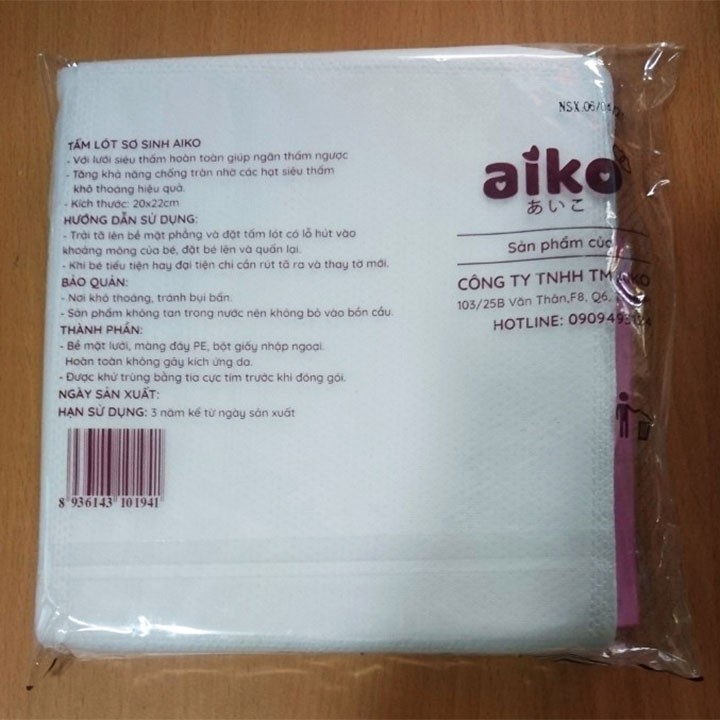 TẤM LÓT SƠ SINH AIKO
- Với lưới siêu thấm hoàn toàn giúp ngăn thấm ngược
- Tăng khả năng chống tràn nhờ các hạt siêu thấm
khô thoáng hiệu quả.
- Kích thước: 20x22cm
HƯỚNG DẪN SỬ DỤNG:
- Trải tã lên bề mặt phẳng và đặt tấm lót có lỗ hút vào
khoảng mông của bé, đặt bé lên và quấn lại.
- Khi bé tiểu tiện hay đại tiện chỉ cần rút tã ra và thay tờ mới.
BẢO QUẢN:
- Nơi khô thoáng, tránh bụi bẩn.
- Sản phẩm không tan trong nước nên không bỏ vào bồn cầu.
THÀNH PHẦN:
- Bề mặt lưới, màng đáy PE, bột giấy nhập ngoại.
Hoàn toàn không gây kích ứng da.
- Được khử trùng bằng tia cực tím trước khi đóng gói.
NGÀY SẢN XUẤT:
HẠN SỬ DỤNG: 3 năm kể từ ngày sản xuất
8 936143 101941
NSX.06/04
aiko
あいこ
Sản phẩm của
CÔNG TY TNHH TM AIKO
103/25B Văn Thân,F8, Q6,
HOTLINE: